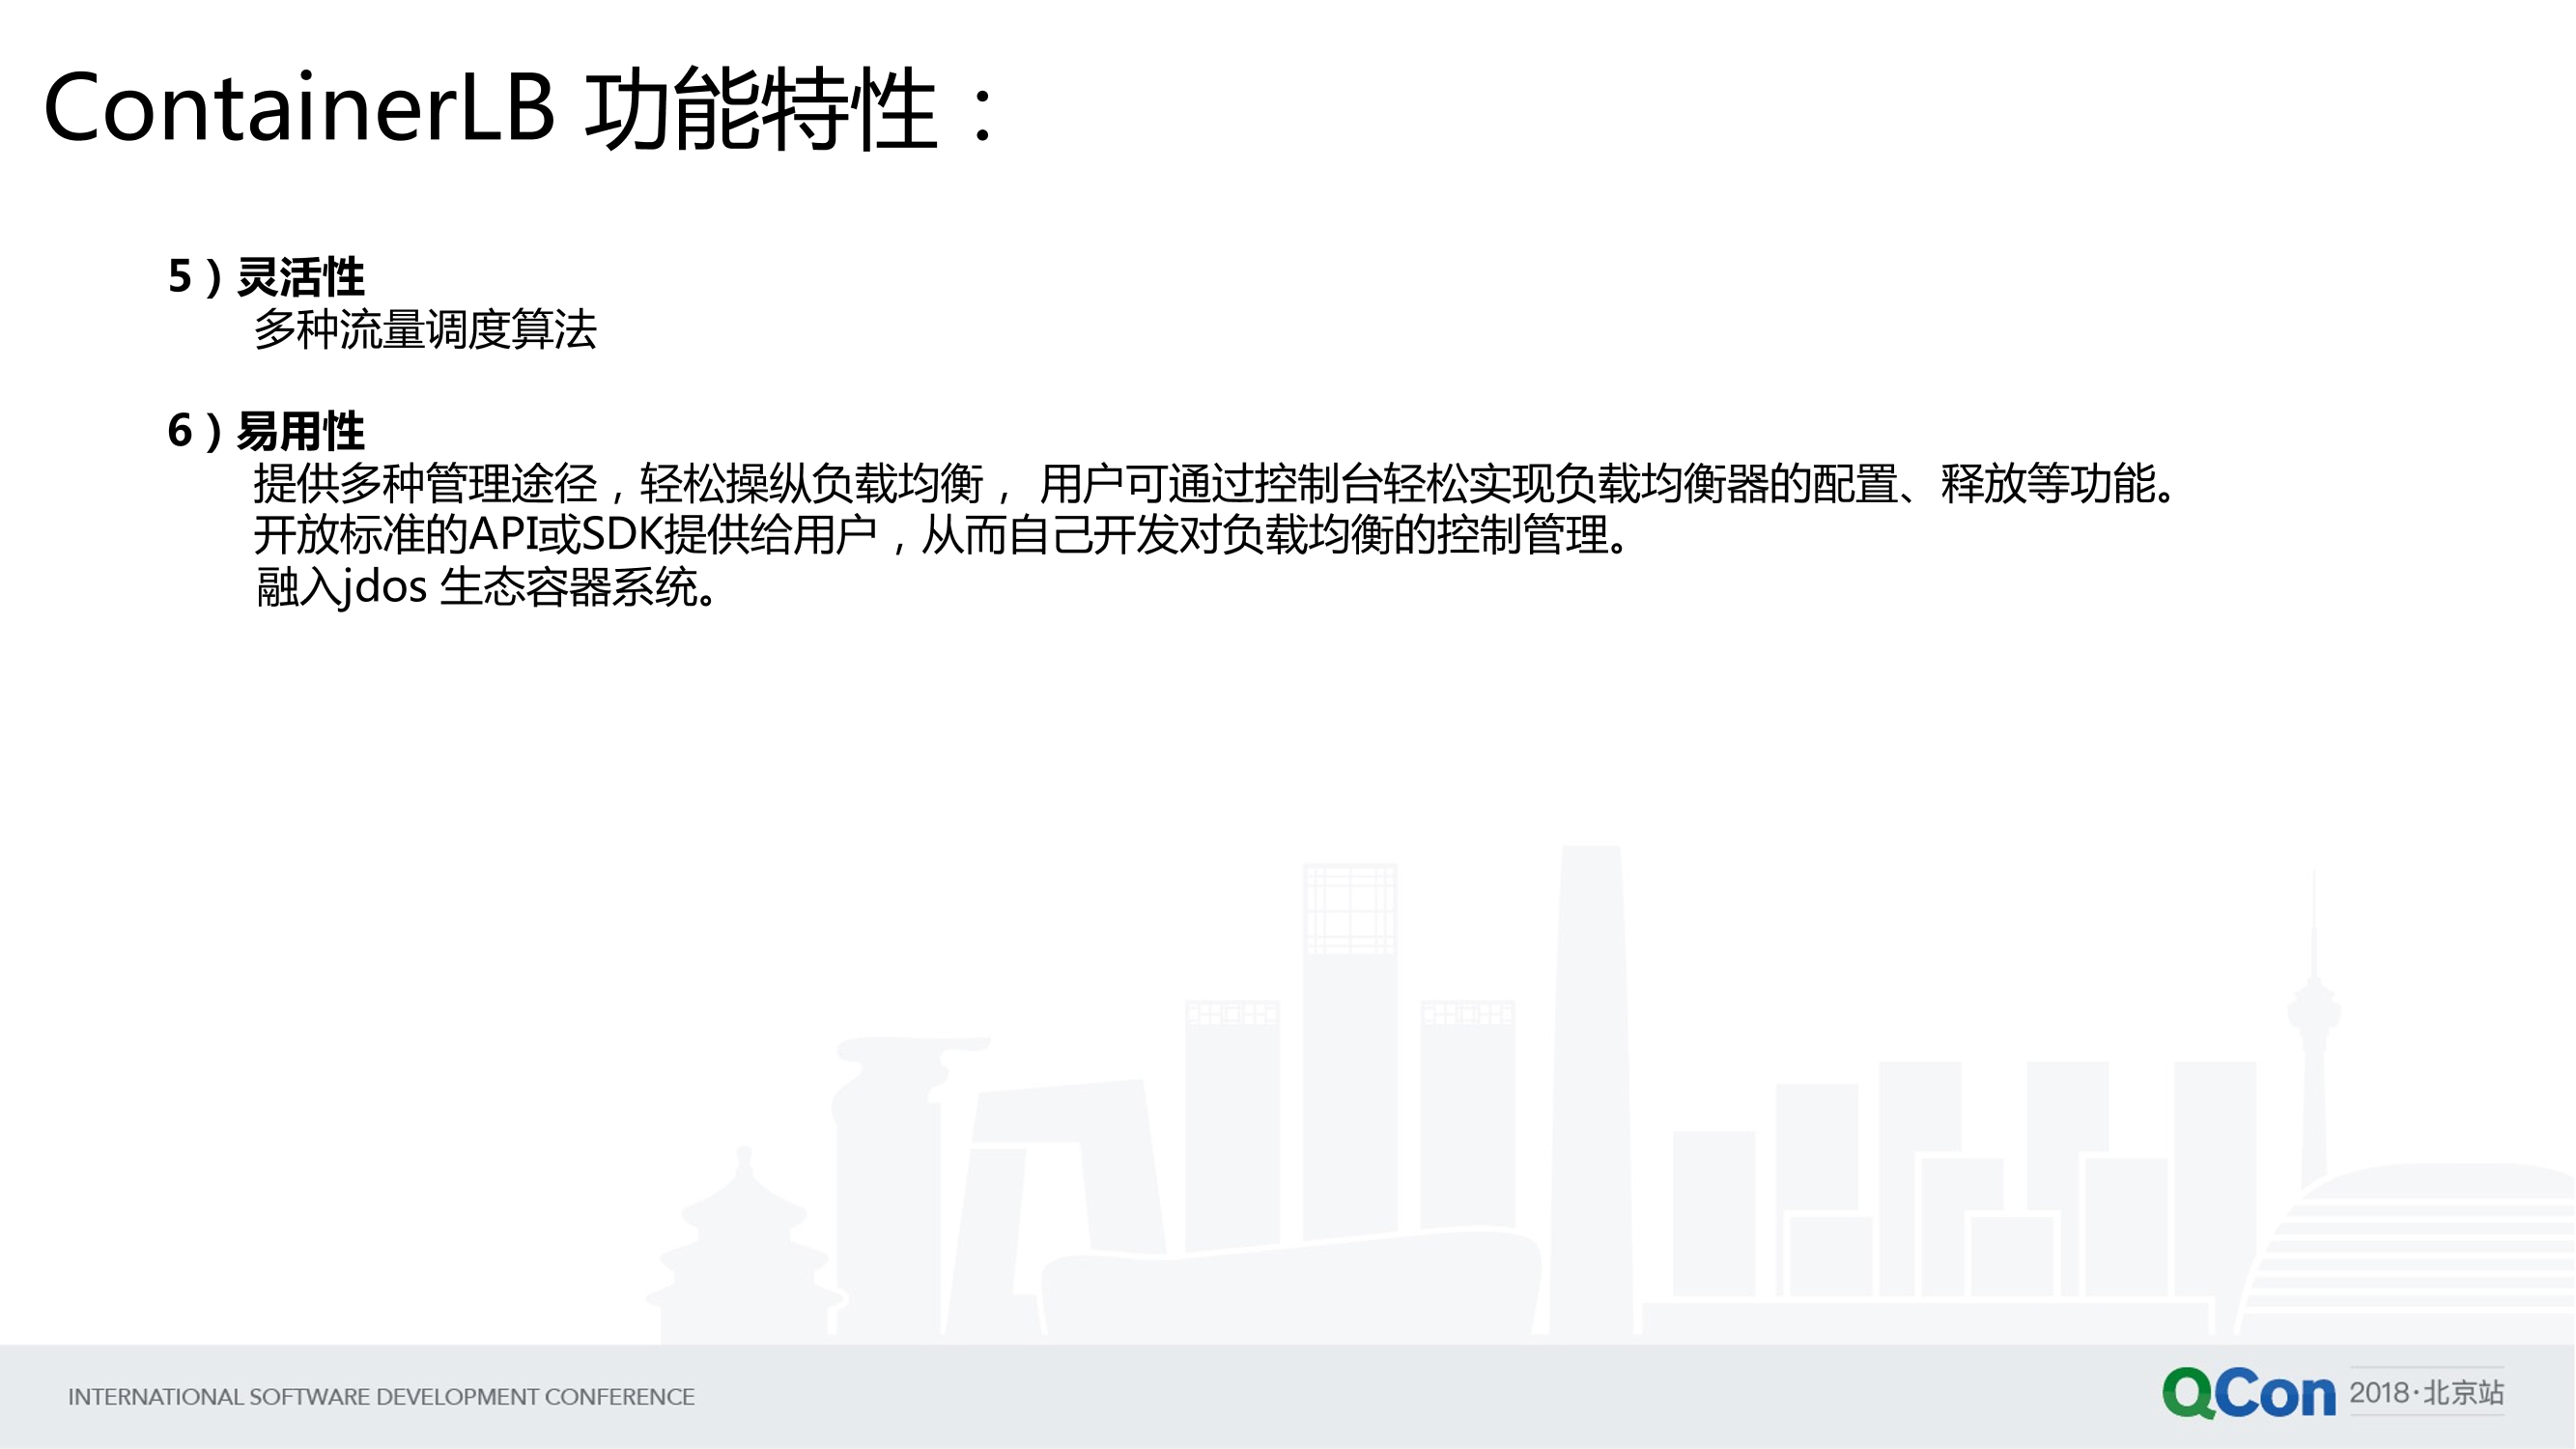 ContainerLB 功能特性：
5）灵活性
多种流量调度算法
6）易用性
提供多种管理途径，轻松操纵负载均衡， 用户可通过控制台轻松实现负载均衡器的配置、释放等功能。
开放标准的API或SDK提供给用户，从而自己开发对负载均衡的控制管理。
融入jdos 生态容器系统。
INTERNATIONAL SOFTWARE DEVELOPMENT CONFERENCE
QCon 2018·北京站